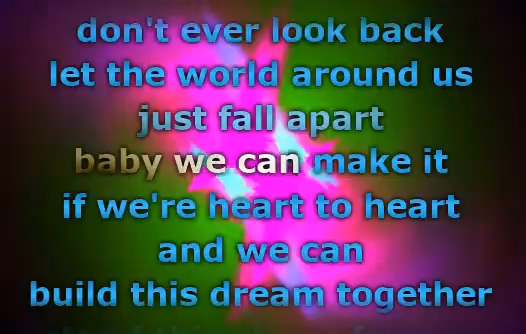 don't ever look back
let the world around us
just fall apart
baby we can make it
if we're heart to heart
and we can
build this dream together